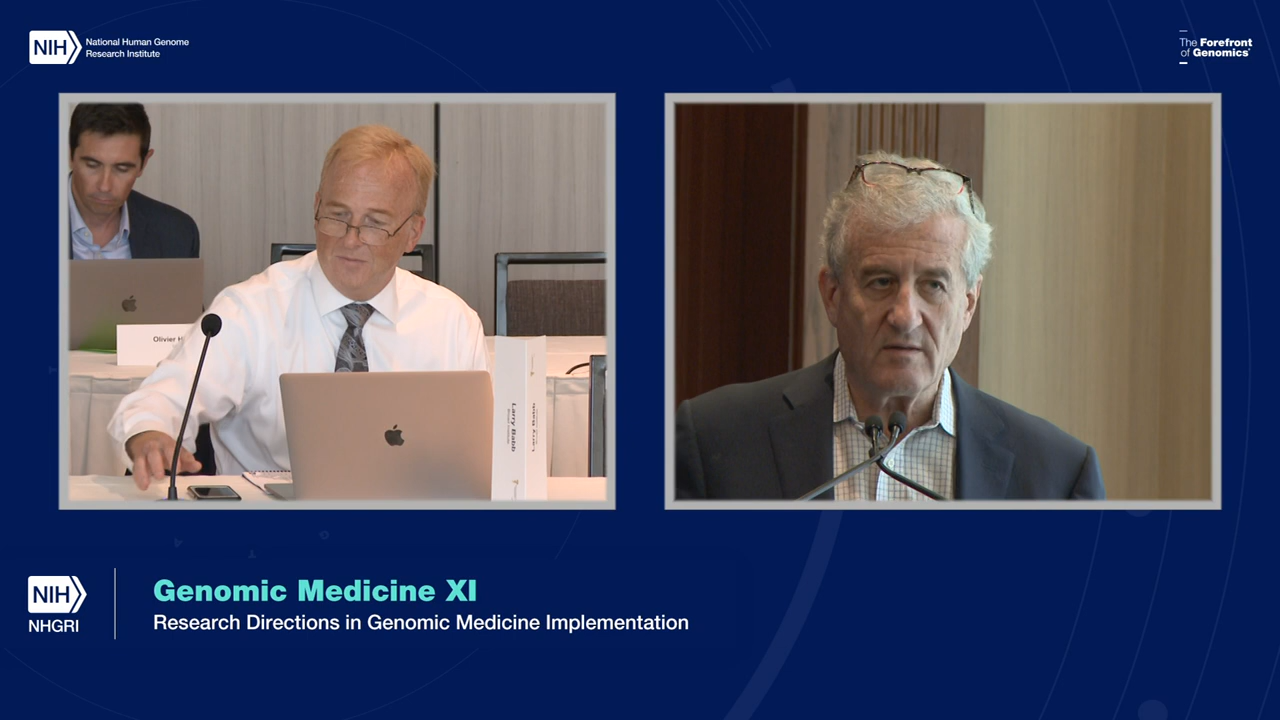 NIH
National Human Genome
Research Institute
The Forefront
of Genomics®
Olivier
Larry Babb
NIH
NHGRI
Genomic Medicine XI
Research Directions in Genomic Medicine Implementation